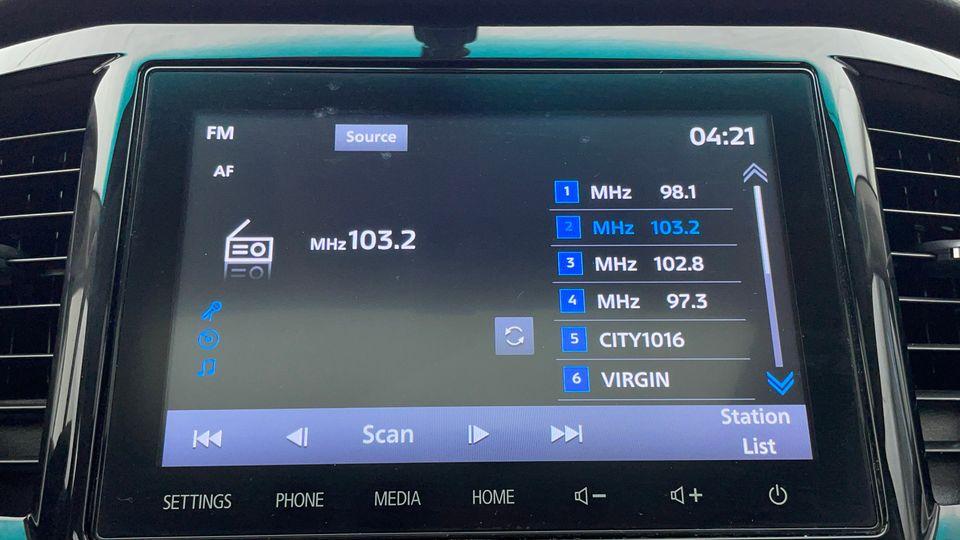 FM
Source
04:21
AF
1 MHz 98.1
2 MHz 103.2
MHz 103.2
3 MHz 102.8
4 MHz 97.3
5 CITY1016
6 VIRGIN
Scan
Station
List
SETTINGS PHONE MEDIA HOME